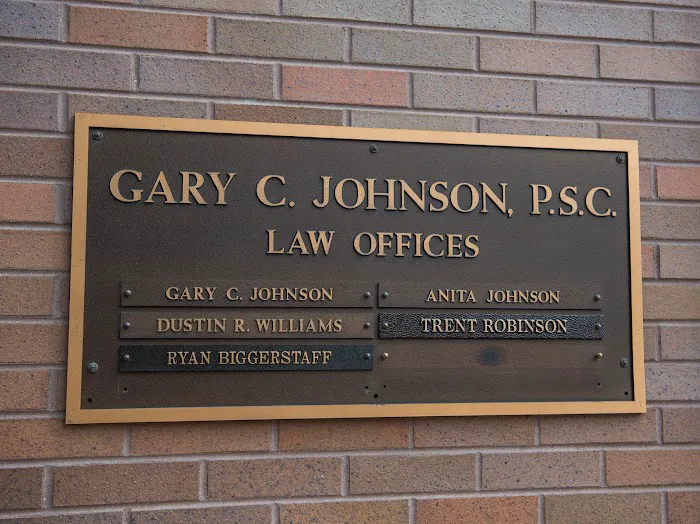 GARY C. JOHNSON, P.S.C.
LAW OFFICES
GARY C. JOHNSON
DUSTIN R. WILLIAMS
RYAN BIGGERSTAFF
ANITA JOHNSON
TRENT ROBINSON